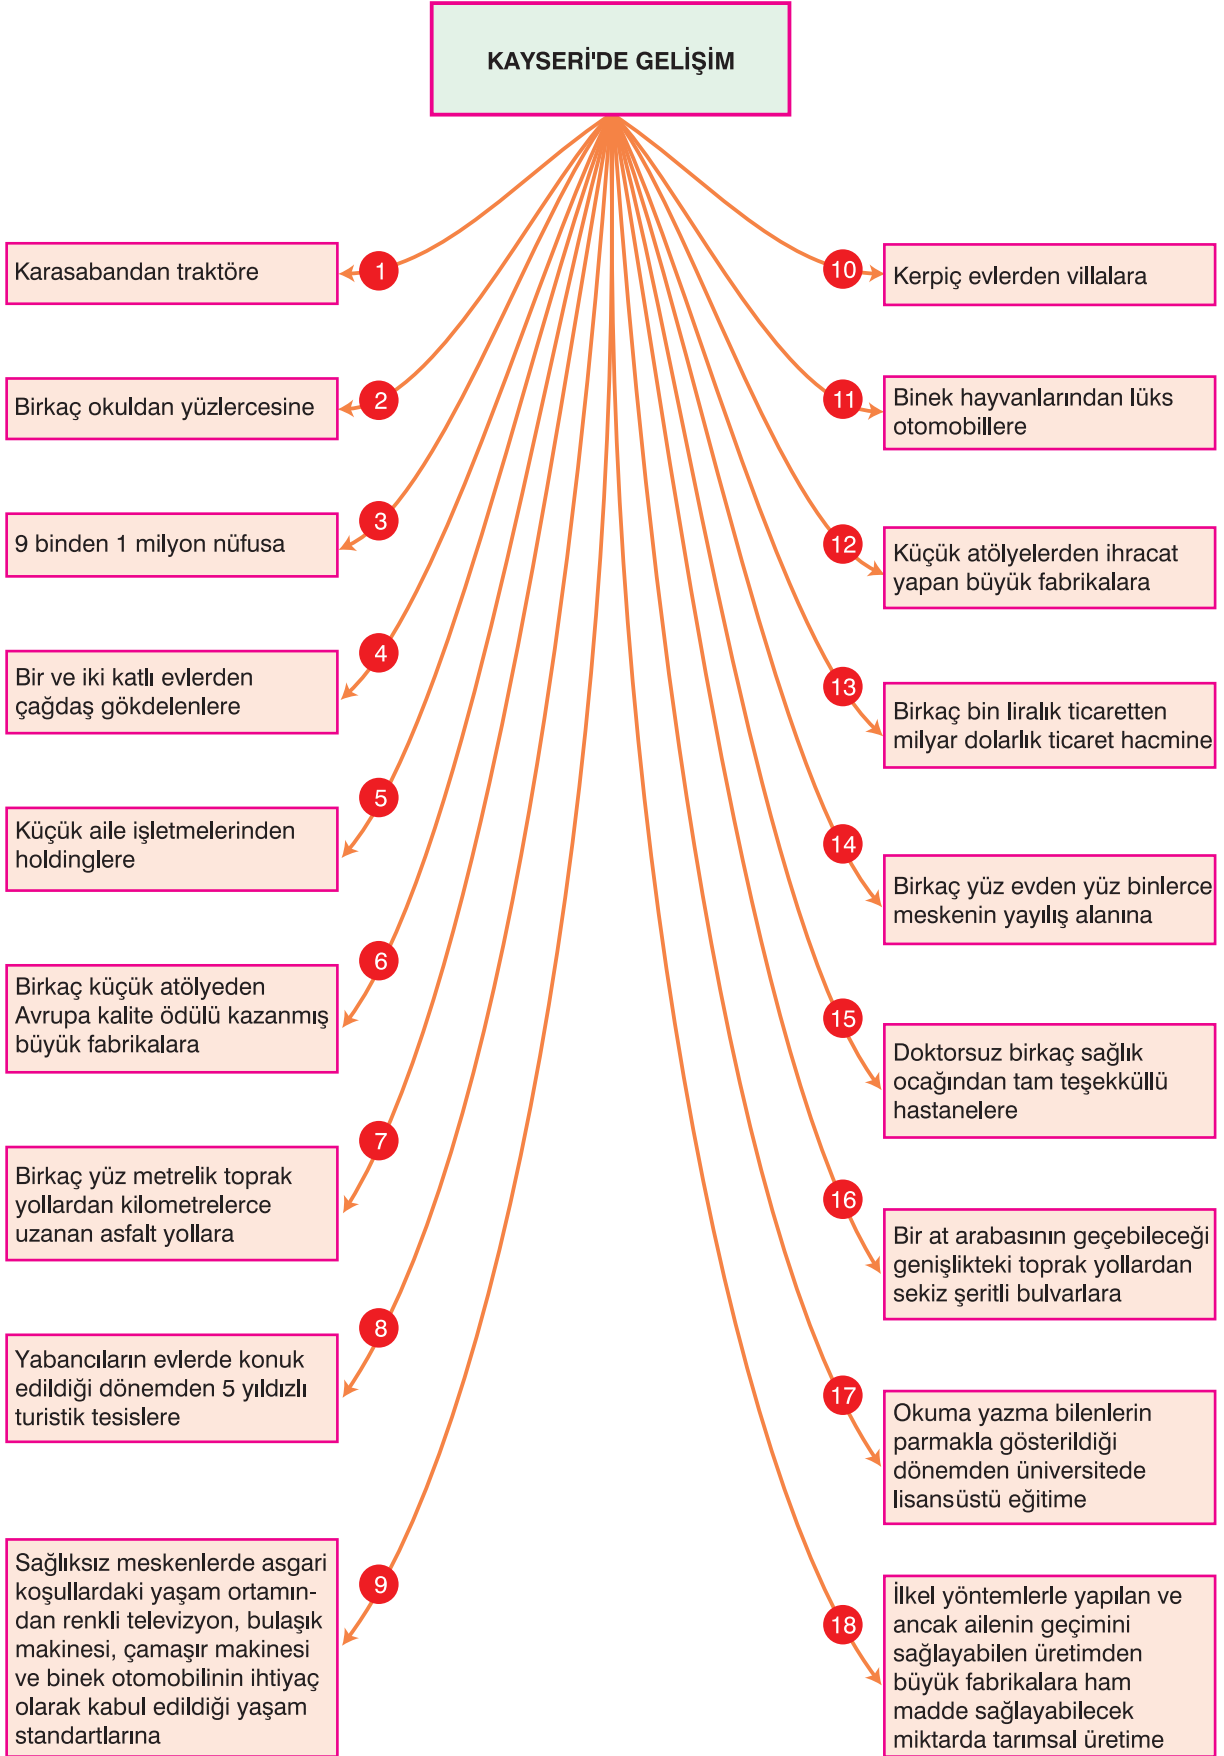 KAYSERİ'DE GELİŞİM
1
Karasabandan traktöre
2
Birkaç okuldan yüzlercesine
3
9 binden 1 milyon nüfusa
4
Bir ve iki katlı evlerden
çağdaş gökdelenlere
5
Küçük aile işletmelerinden
holdinglere
6
Birkaç küçük atölyeden
Avrupa kalite ödülü kazanmış
büyük fabrikalara
7
Birkaç yüz metrelik toprak
yollardan kilometrelerce
uzanan asfalt yollara
8
Yabancıların evlerde konuk
edildiği dönemden 5 yıldızlı
turistik tesislere
9
Sağlıksız meskenlerde asgari
koşullardaki yaşam ortamın-
dan renkli televizyon, bulaşık
makinesi, çamaşır makinesi
ve binek otomobilinin ihtiyaç
olarak kabul edildiği yaşam
standartlarına
10
Kerpiç evlerden villalara
11
Binek hayvanlarından lüks
otomobillere
12
Küçük atölyelerden ihracat
yapan büyük fabrikalara
13
Birkaç bin liralık ticaretten
milyar dolarlık ticaret hacmine
14
Birkaç yüz evden yüz binlerce
meskenin yayılış alanına
15
Doktorsuz birkaç sağlık
ocağından tam teşekküllü
hastanelere
16
Bir at arabasının geçebileceği
genişlikteki toprak yollardan
sekiz şeritli bulvarlara
17
Okuma yazma bilenlerin
parmakla gösterildiği
dönemden üniversitede
lisansüstü eğitime
18
İlkel yöntemlerle yapılan ve
ancak ailenin geçimini
sağlayabilen üretimden
büyük fabrikalara ham
madde sağlayabilecek
miktarda tarımsal üretime